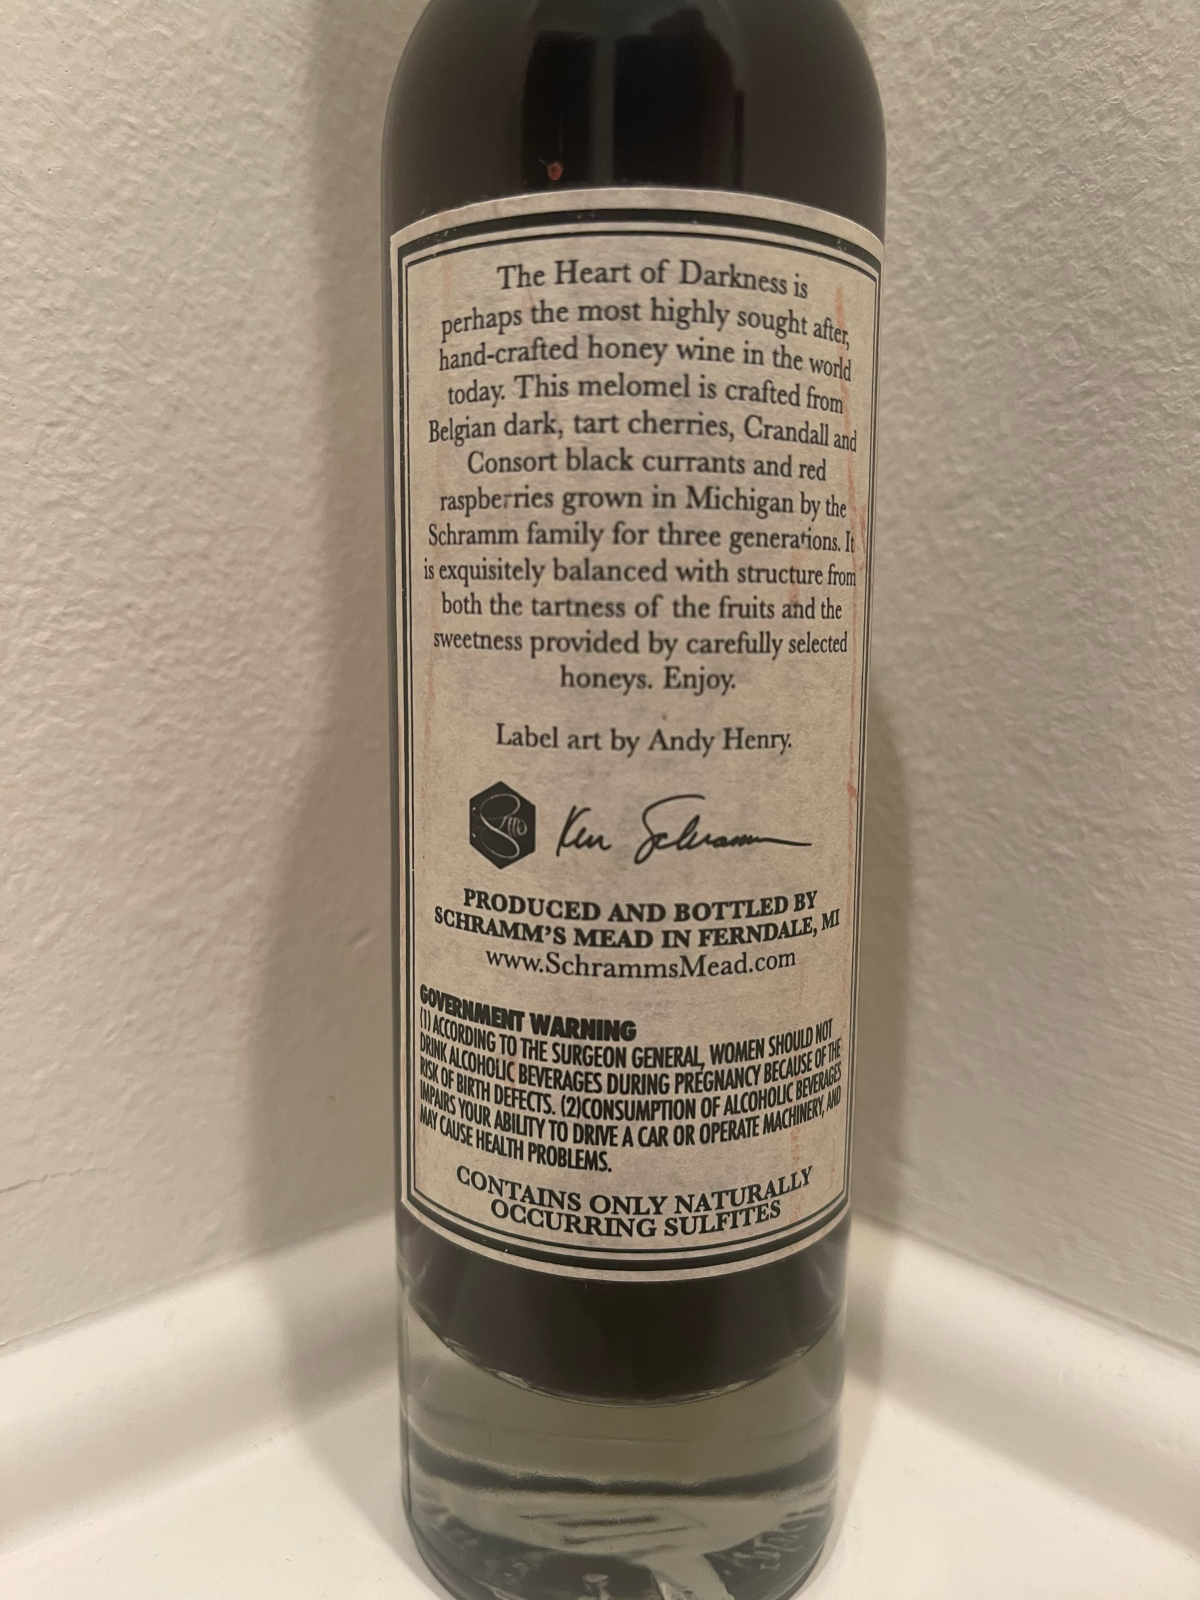 The Heart of Darkness is
perhaps the most highly sought after,
hand-crafted honey wine in the world
today. This melomel is crafted from
Belgian dark, tart cherries, Crandall and
Consort black currants and red
raspberries grown in Michigan by the
Schramm family for three generations. It
is exquisitely balanced with structure from
both the tartness of the fruits and the
sweetness provided by carefully selected
honeys. Enjoy.
Label art by Andy Henry.
Ken Schramm
PRODUCED AND BOTTLED BY
SCHRAMM'S MEAD IN FERNDALE, MI
www.SchrammsMead.com
GOVERNMENT WARNING
(1) ACCORDING TO THE SURGEON GENERAL, WOMEN SHOULD NOT
DRINK ALCOHOLIC BEVERAGES DURING PREGNANCY BECAUSE OF THE
RISK OF BIRTH DEFECTS. (2)CONSUMPTION OF ALCOHOLIC BEVERAGES
IMPAIRS YOUR ABILITY TO DRIVE A CAR OR OPERATE MACHINERY, AND
MAY CAUSE HEALTH PROBLEMS.
CONTAINS ONLY NATURALLY
OCCURRING SULFITES